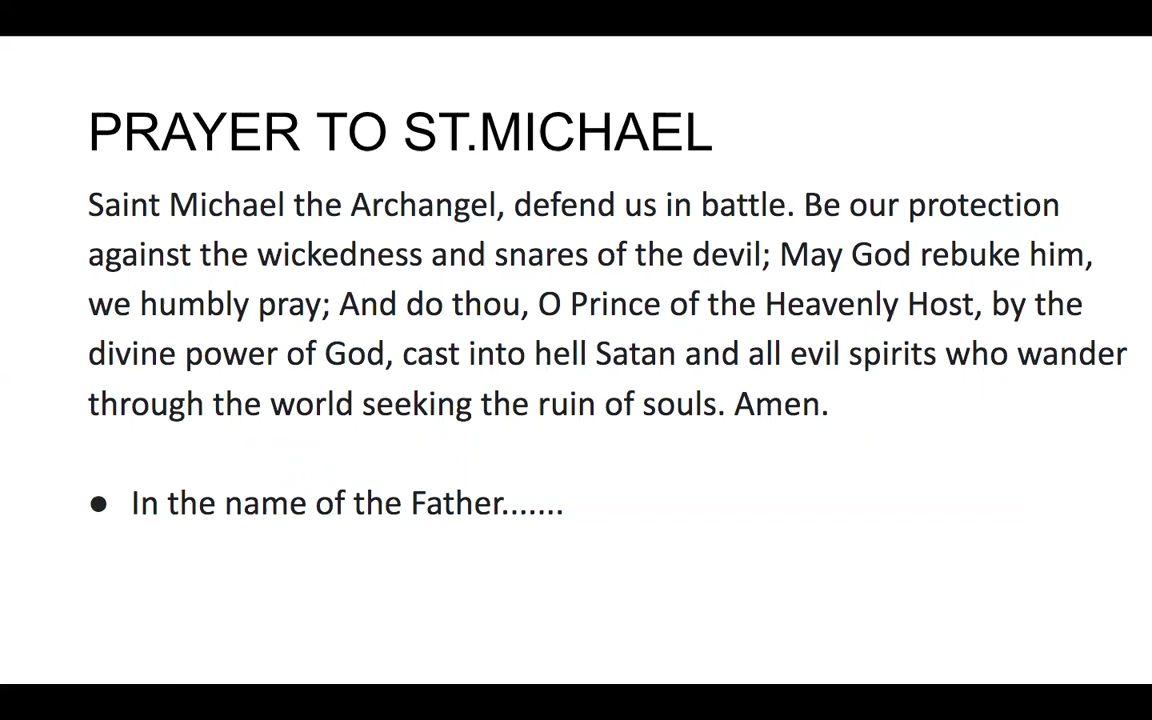 PRAYER TO ST.MICHAEL
Saint Michael the Archangel, defend us in battle. Be our protection
against the wickedness and snares of the devil; May God rebuke him,
we humbly pray; And do thou, O Prince of the Heavenly Host, by the
divine power of God, cast into hell Satan and all evil spirits who wander
through the world seeking the ruin of souls. Amen.
● In the name of the Father.......